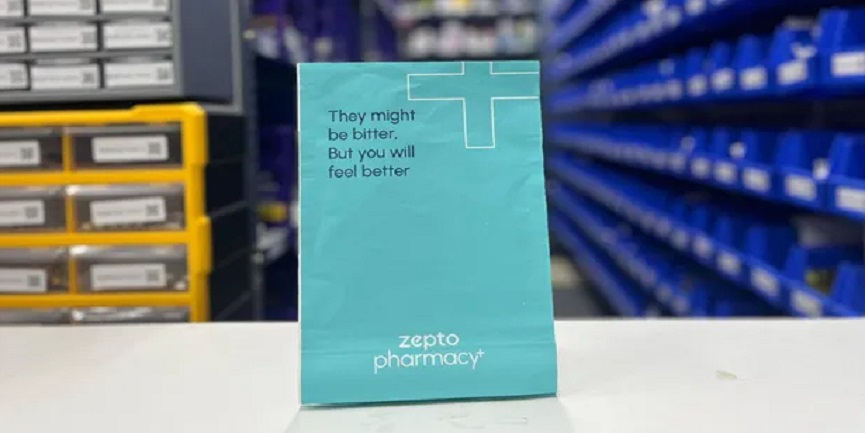 They might
be bitter.
But you will
feel better
zepto
pharmacy+